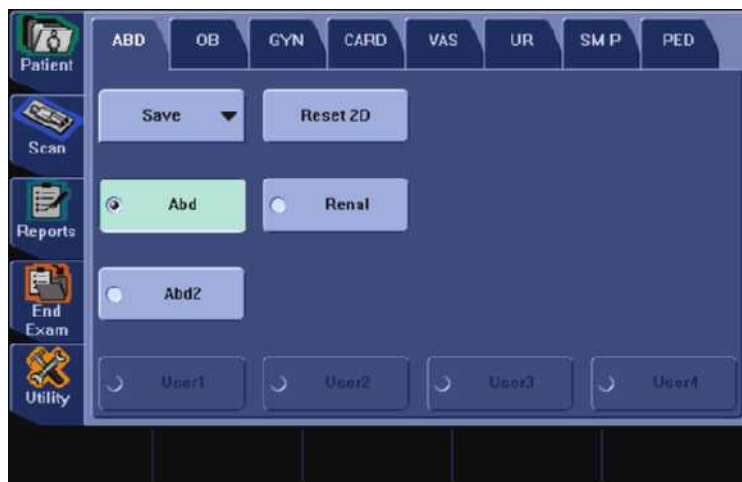 Patient
Scan
Reports
End
Exam
Utility
ABD OB GYN CARD VAS UR SM P PED
Save Reset 2D
Abd Renal
Abd2
User1 User2 User3 User4